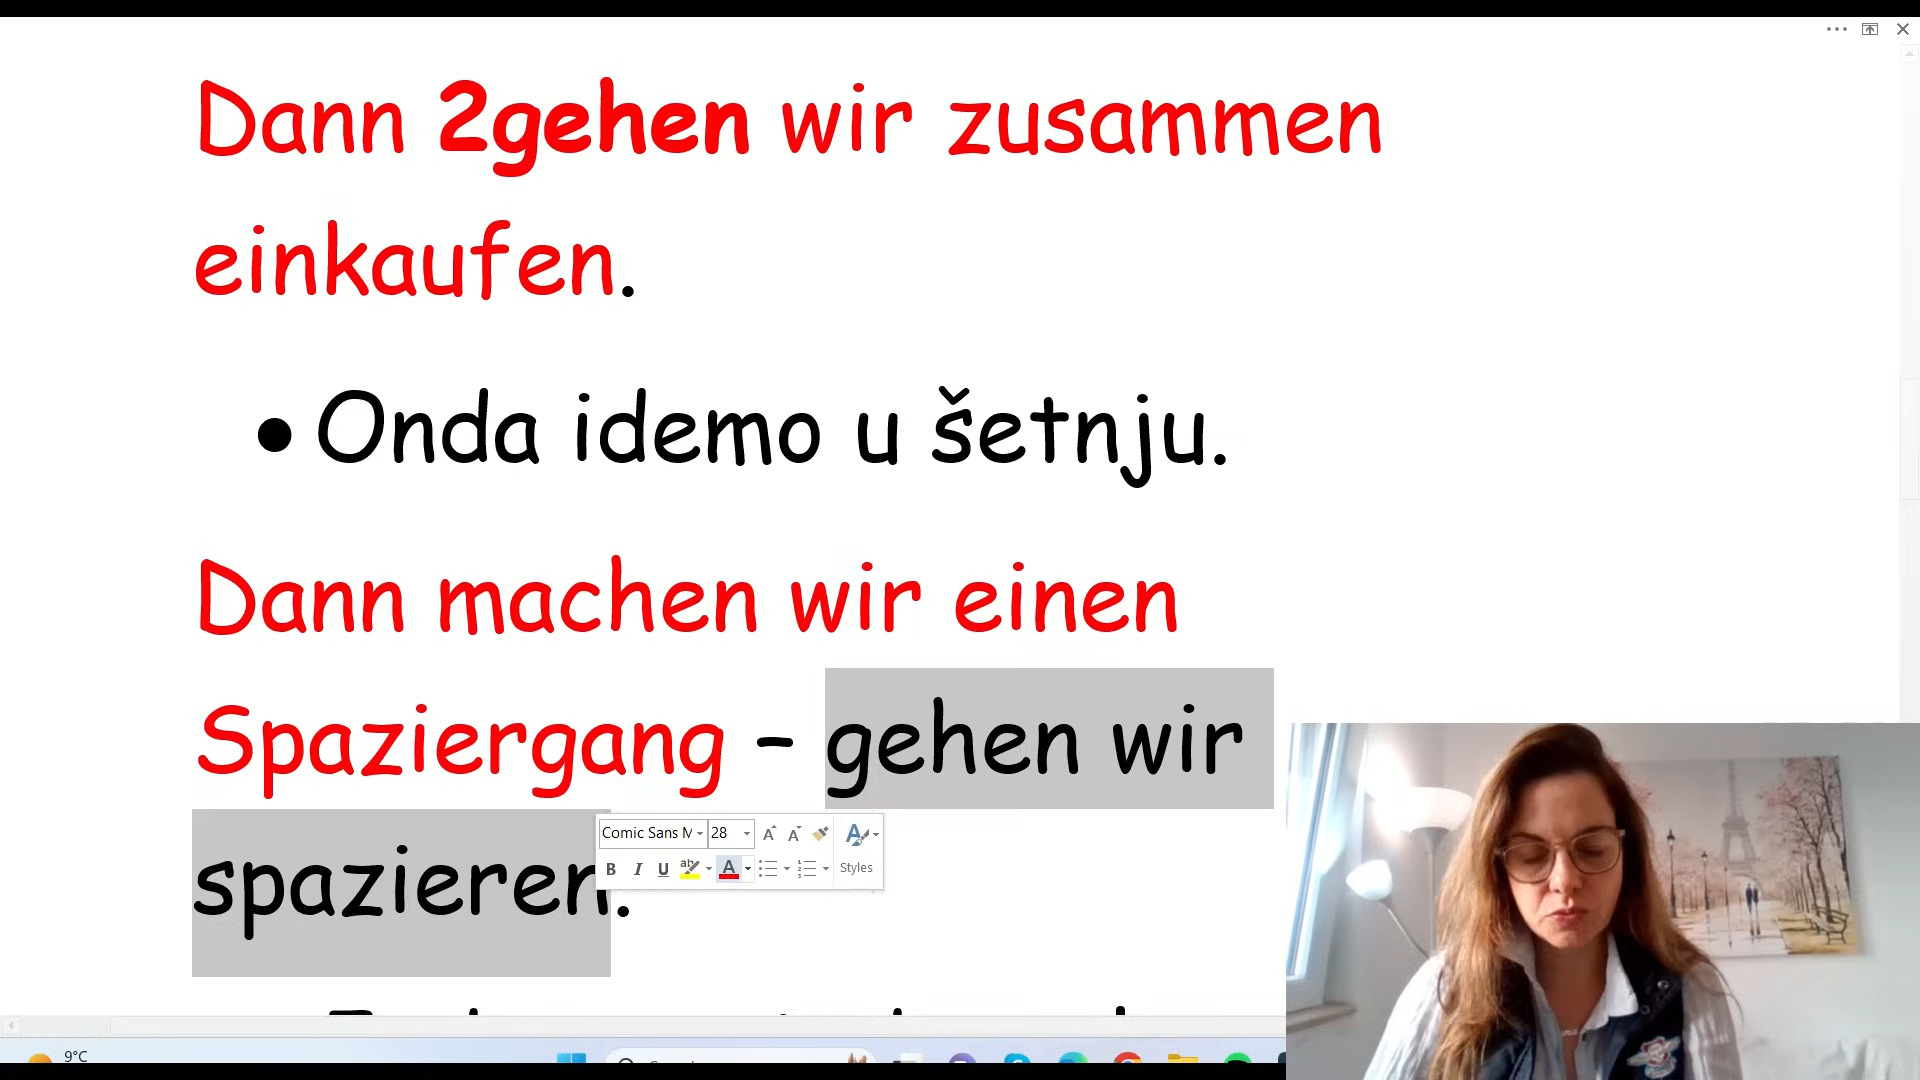 Dann 2gehen wir zusammen
einkaufen.
• Onda idemo u šetnju.
Dann machen wir einen
Spaziergang – gehen wir
spazieren.
Comic Sans M 28
B I U Styles
9°C